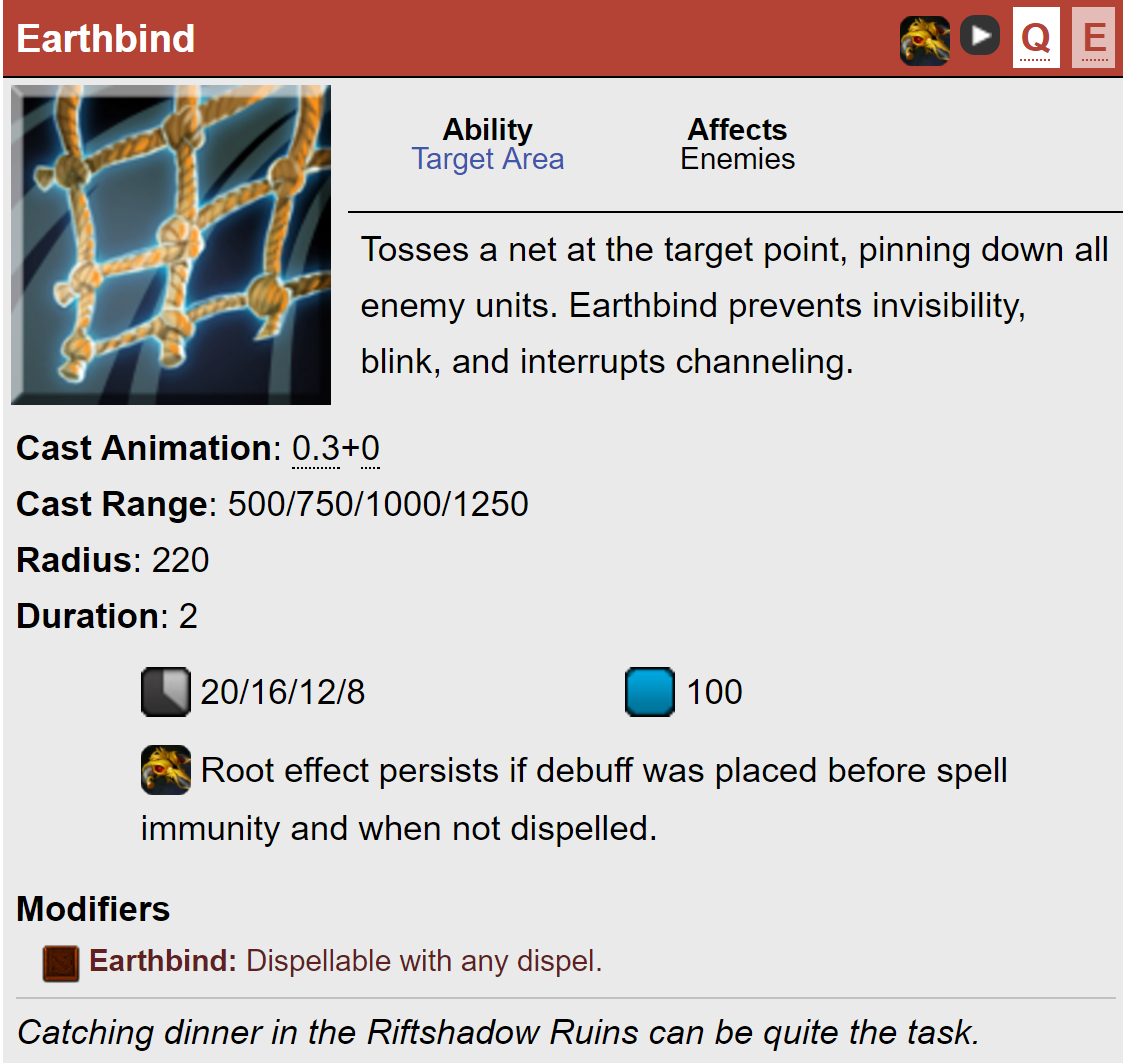 Earthbind
Q E
Ability
Target Area
Affects
Enemies
Tosses a net at the target point, pinning down all
enemy units. Earthbind prevents invisibility,
blink, and interrupts channeling.
Cast Animation: 0.3+0
Cast Range: 500/750/1000/1250
Radius: 220
Duration: 2
20/16/12/8
100
Root effect persists if debuff was placed before spell
immunity and when not dispelled.
Modifiers
Earthbind: Dispellable with any dispel.
Catching dinner in the Riftshadow Ruins can be quite the task.